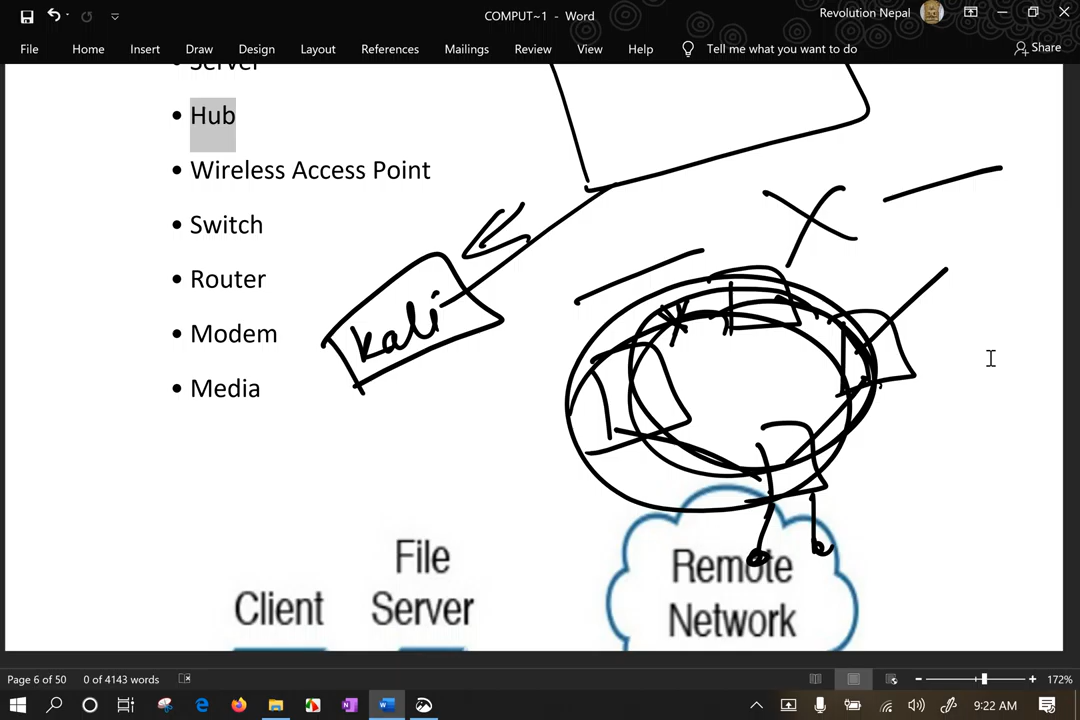 COMPUT~1 - Word
Revolution Nepal
File Home Insert Draw Design Layout References Mailings Review View Help Tell me what you want to do Share
• Server
• Hub
• Wireless Access Point
• Switch
• Router
• Modem
• Media
kali
Client
File
Server
Remote
Network
Page 6 of 50 0 of 4143 words 172%
9:22 AM